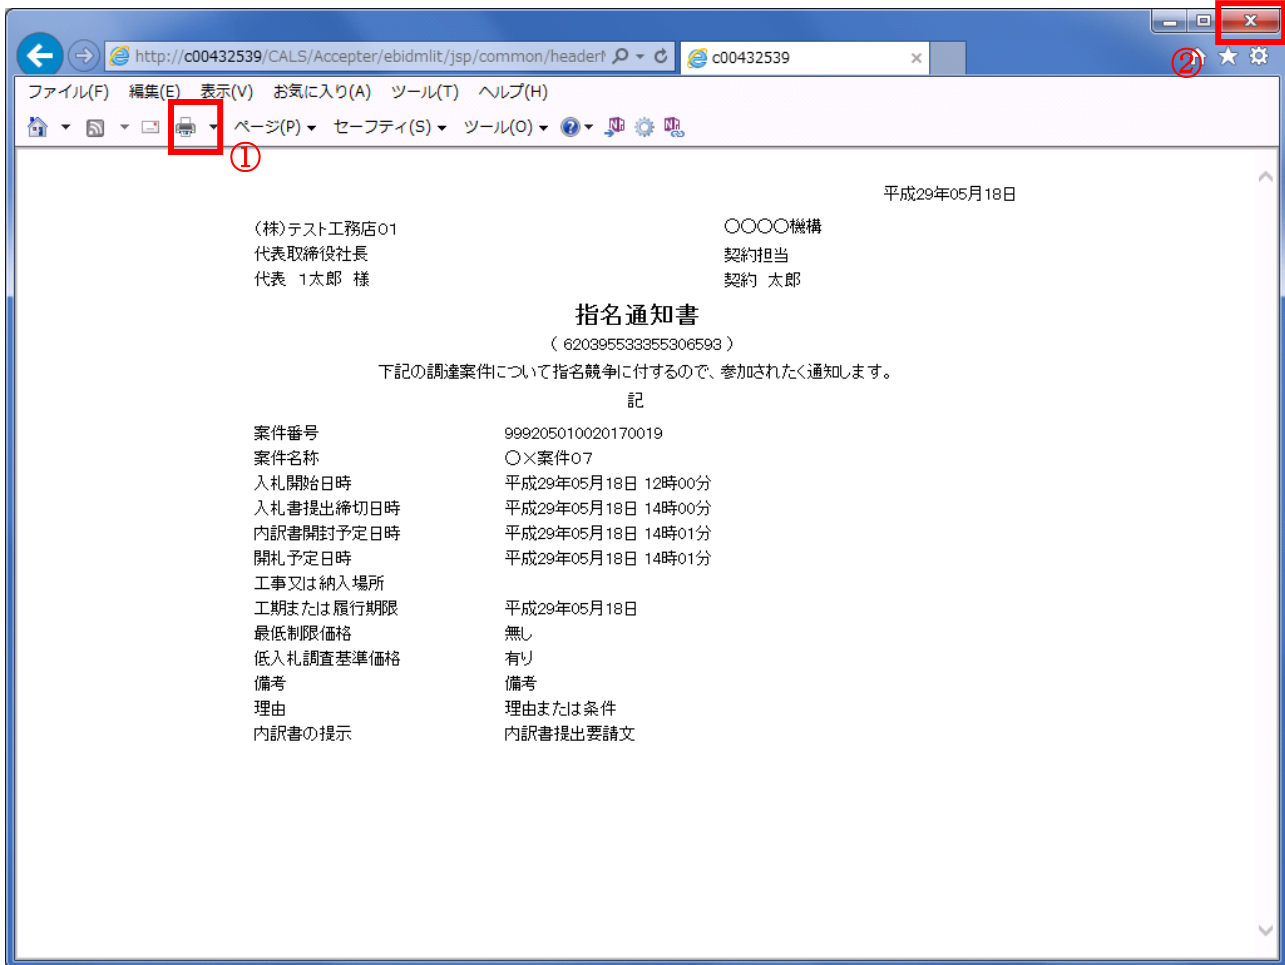 http://c00432539/CALS/Accepter/ebidmlit/jsp/common/header
c00432539
②
ファイル(F) 編集(E) 表示(V) お気に入り(A) ツール(T) ヘルプ(H)
ページ(P) セーフティ(S) ツール(O)
①
平成29年05月18日
(株)テスト工務店01 〇〇〇〇機構
代表取締役社長 契約担当
代表 1太郎 様 契約 太郎
指名通知書
( 620395533355306593 )
下記の調達案件について指名競争に付するので、参加されたく通知します。
記
案件番号 999205010020170019
案件名称 〇×案件07
入札開始日時 平成29年05月18日 12時00分
入札書提出締切日時 平成29年05月18日 14時00分
内訳書開封予定日時 平成29年05月18日 14時01分
開札予定日時 平成29年05月18日 14時01分
工事又は納入場所
工期または履行期限 平成29年05月18日
最低制限価格 無し
低入札調査基準価格 有り
備考 備考
理由 理由または条件
内訳書の提示 内訳書提出要請文